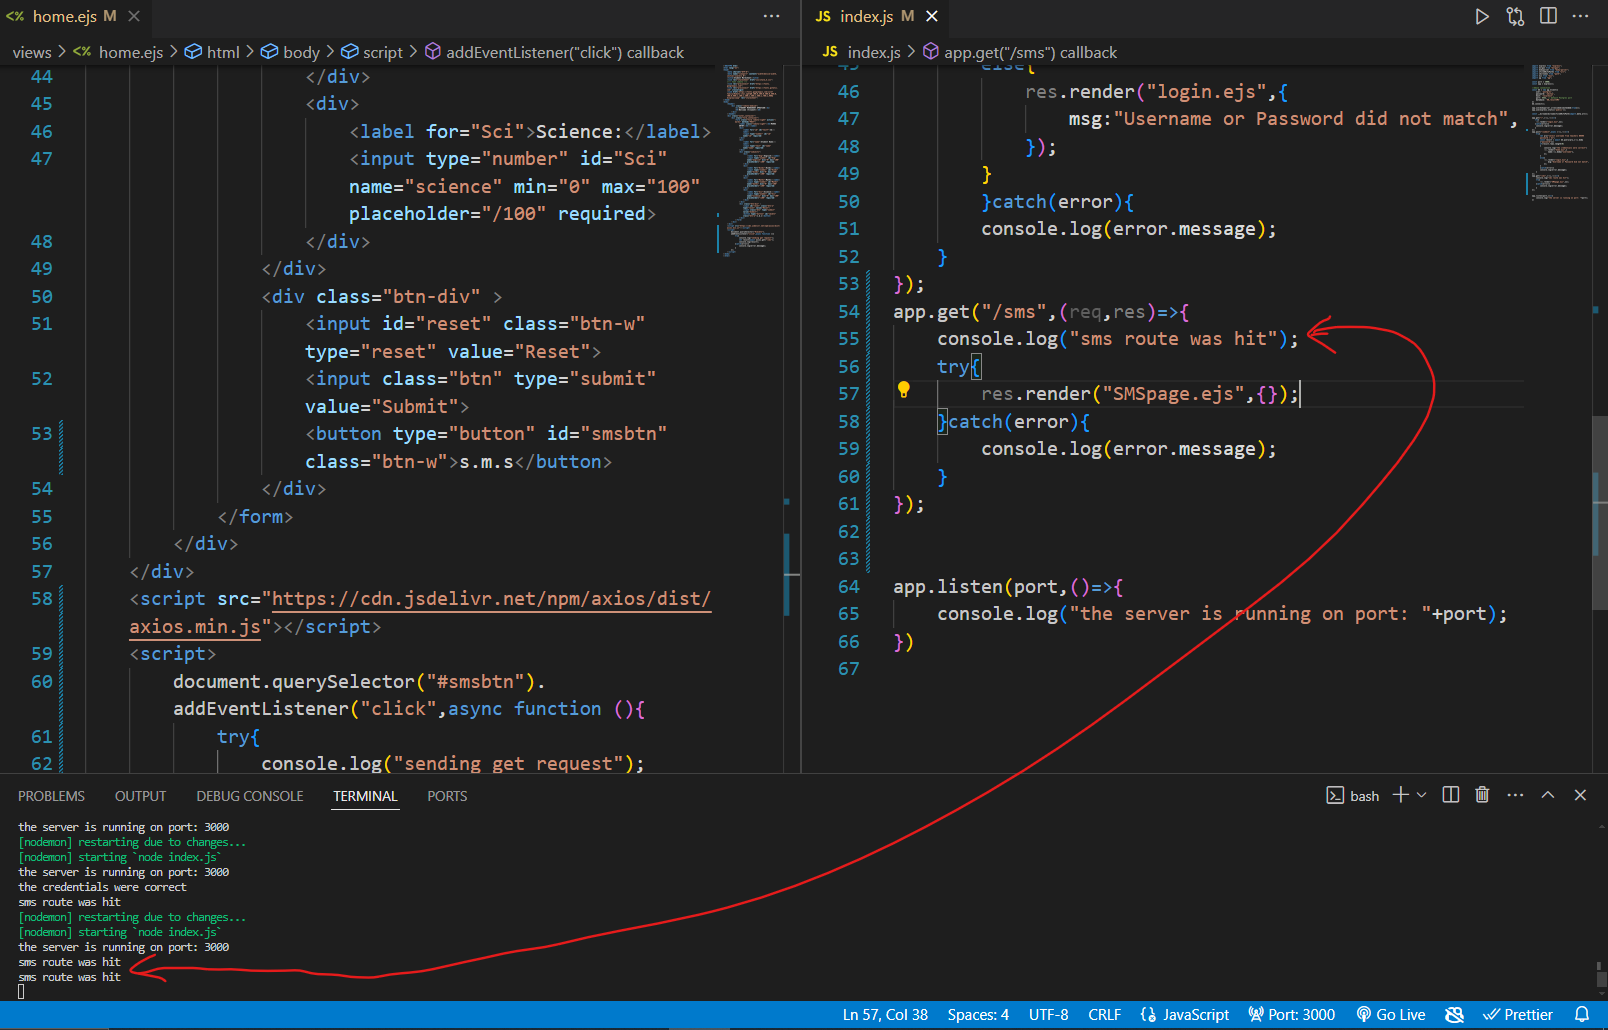 <% home.ejs M
JS index.js M
views > <% home.ejs > html > body > script > addEventListener("click") callback
JS index.js > app.get("/sms") callback
44 </div>
45 <div>
46 <label for="Sci">Science:</label>
47 <input type="number" id="Sci"
name="science" min="0" max="100"
placeholder="/100" required>
48 </div>
49 </div>
50 <div class="btn-div" >
51 <input id="reset" class="btn-w"
type="reset" value="Reset">
52 <input class="btn" type="submit"
value="Submit">
53 <button type="button" id="smsbtn"
class="btn-w">s.m.s</button>
54 </div>
55 </form>
56 </div>
57 </div>
58 <script src="https://cdn.jsdelivr.net/npm/axios/dist/
axios.min.js"></script>
59 <script>
60 document.querySelector("#smsbtn").
addEventListener("click",async function (){
61 try{
62 console.log("sending get request");
45 else{
46 res.render("login.ejs",{
47 msg:"Username or Password did not match",
48 });
49 }
50 }catch(error){
51 console.log(error.message);
52 }
53 });
54 app.get("/sms",(req,res)=>{
55 console.log("sms route was hit");
56 try{
57 res.render("SMSpage.ejs",{});
58 }catch(error){
59 console.log(error.message);
60 }
61 });
62
63
64 app.listen(port,()=>{
65 console.log("the server is running on port: "+port);
66 })
67
PROBLEMS OUTPUT DEBUG CONSOLE TERMINAL PORTS
bash
the server is running on port: 3000
[nodemon] restarting due to changes...
[nodemon] starting `node index.js`
the server is running on port: 3000
the credentials were correct
sms route was hit
[nodemon] restarting due to changes...
[nodemon] starting `node index.js`
the server is running on port: 3000
sms route was hit
sms route was hit
Ln 57, Col 38 Spaces: 4 UTF-8 CRLF {} JavaScript Port: 3000 Go Live Prettier